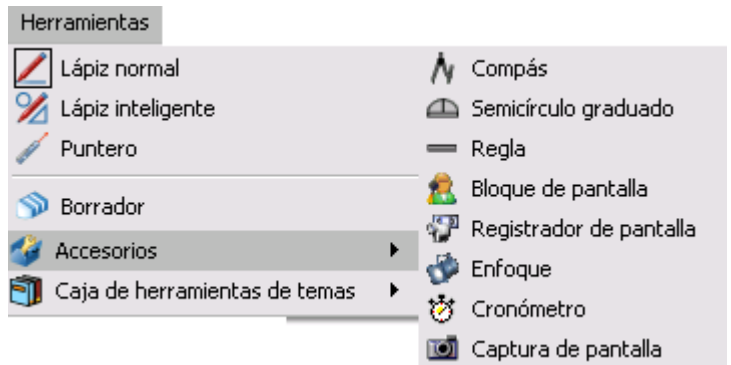 Herramientas
Lápiz normal
Lápiz inteligente
Puntero
Borrador
Accesorios
Caja de herramientas de temas
Compás
Semicírculo graduado
Regla
Bloque de pantalla
Registrador de pantalla
Enfoque
Cronómetro
Captura de pantalla